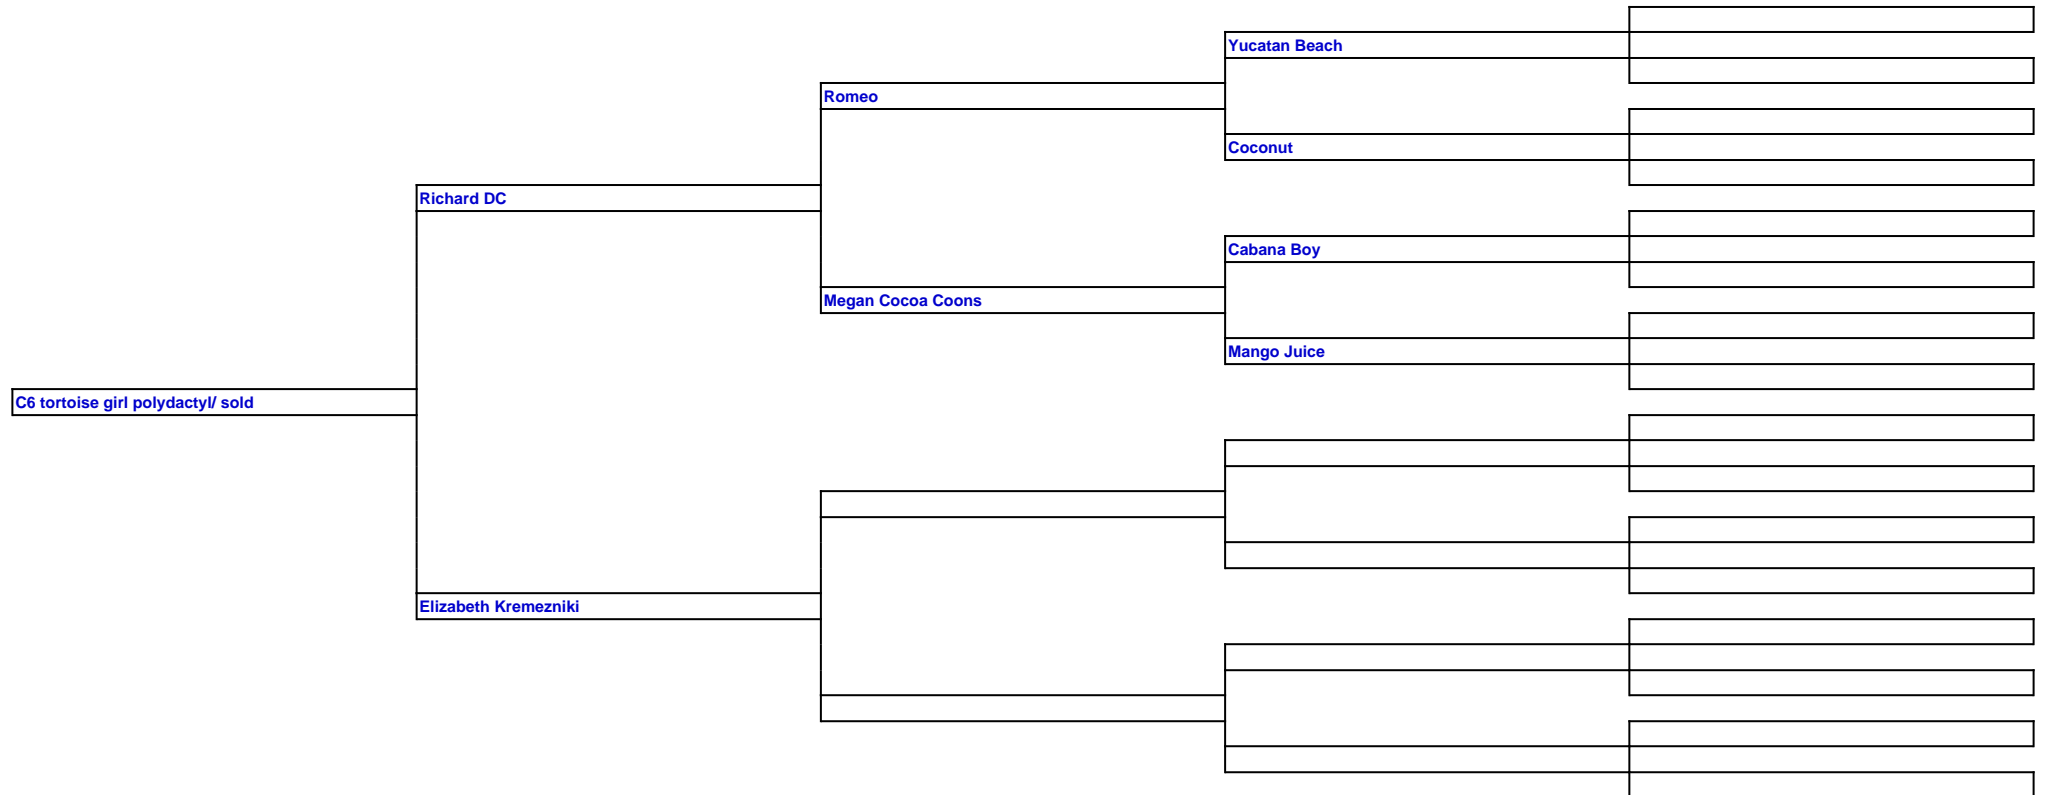 Yucatan Beach
Romeo
Coconut
Richard DC
Cabana Boy
Megan Cocoa Coons
Mango Juice
C6 tortoise girl polydactyl/ sold
Elizabeth Kremezniki